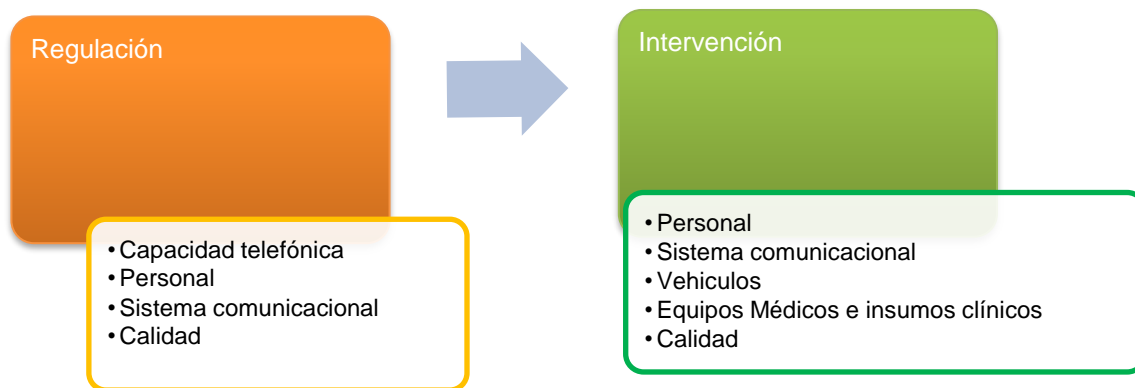 Regulación
• Capacidad telefónica
• Personal
• Sistema comunicacional
• Calidad
Intervención
• Personal
• Sistema comunicacional
• Vehiculos
• Equipos Médicos e insumos clínicos
• Calidad